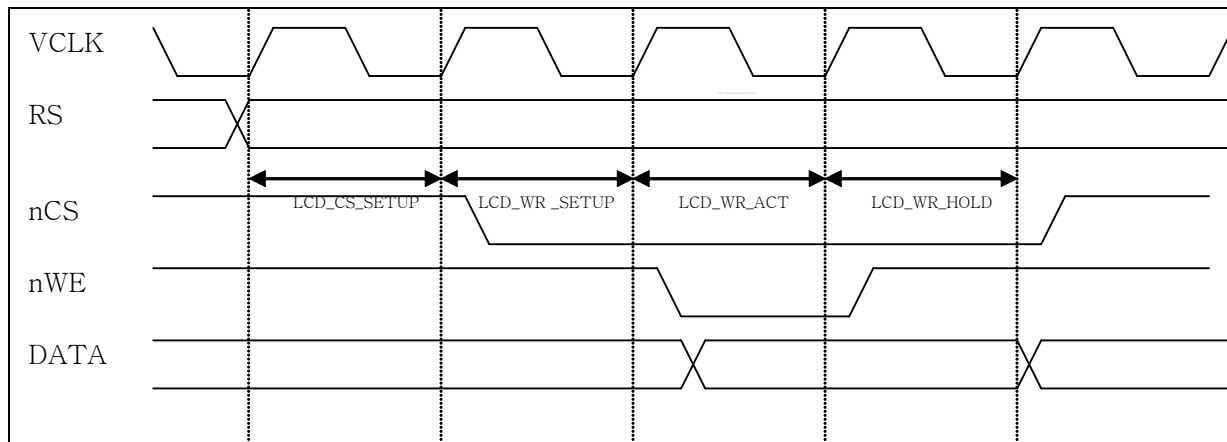 VCLK
RS
LCD_CS_SETUP LCD_WR _SETUP LCD_WR_ACT LCD_WR_HOLD
nCS
nWE
DATA